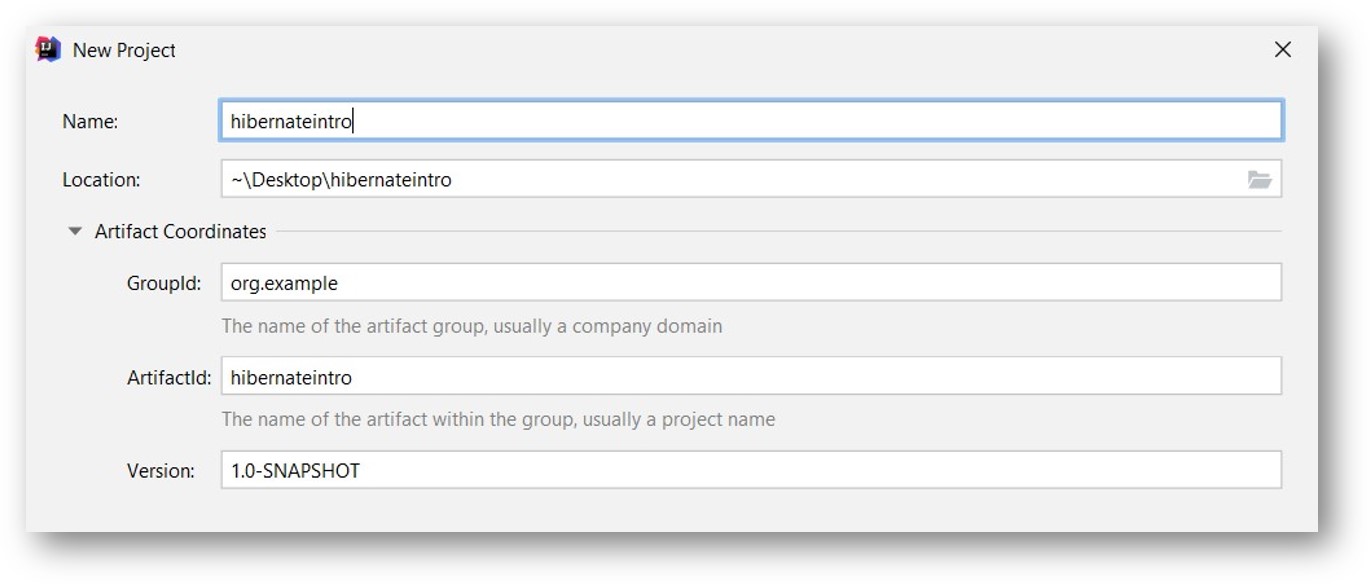 IJ
New Project
Name: hibernateintro
Location: ~\Desktop\hibernateintro
Artifact Coordinates
GroupId: org.example
The name of the artifact group, usually a company domain
ArtifactId: hibernateintro
The name of the artifact within the group, usually a project name
Version: 1.0-SNAPSHOT